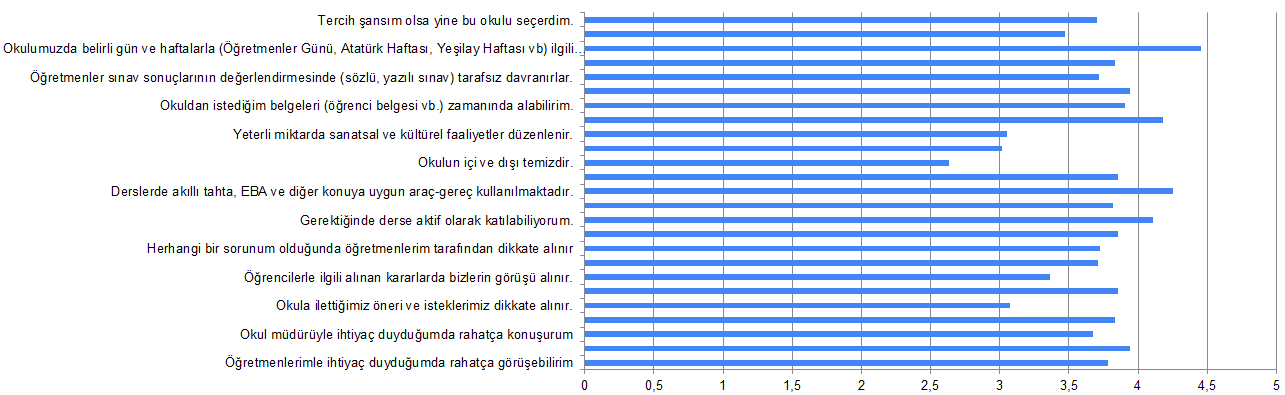 Tercih şansım olsa yine bu okulu seçerdim.
Okulumuzda belirli gün ve haftalarla (Öğretmenler Günü, Atatürk Haftası, Yeşilay Haftası vb) ilgili...
Öğretmenler sınav sonuçlarının değerlendirmesinde (sözlü, yazılı sınav) tarafsız davranırlar.
Okuldan istediğim belgeleri (öğrenci belgesi vb.) zamanında alabilirim.
Yeterli miktarda sanatsal ve kültürel faaliyetler düzenlenir.
Okulun içi ve dışı temizdir.
Derslerde akıllı tahta, EBA ve diğer konuya uygun araç-gereç kullanılmaktadır.
Gerektiğinde derse aktif olarak katılabiliyorum.
Herhangi bir sorunum olduğunda öğretmenlerim tarafından dikkate alınır
Öğrencilerle ilgili alınan kararlarda bizlerin görüşü alınır.
Okula ilettiğimiz öneri ve isteklerimiz dikkate alınır.
Okul müdürüyle ihtiyaç duyduğumda rahatça konuşurum
Öğretmenlerimle ihtiyaç duyduğumda rahatça görüşebilirim
0 0,5 1 1,5 2 2,5 3 3,5 4 4,5 5